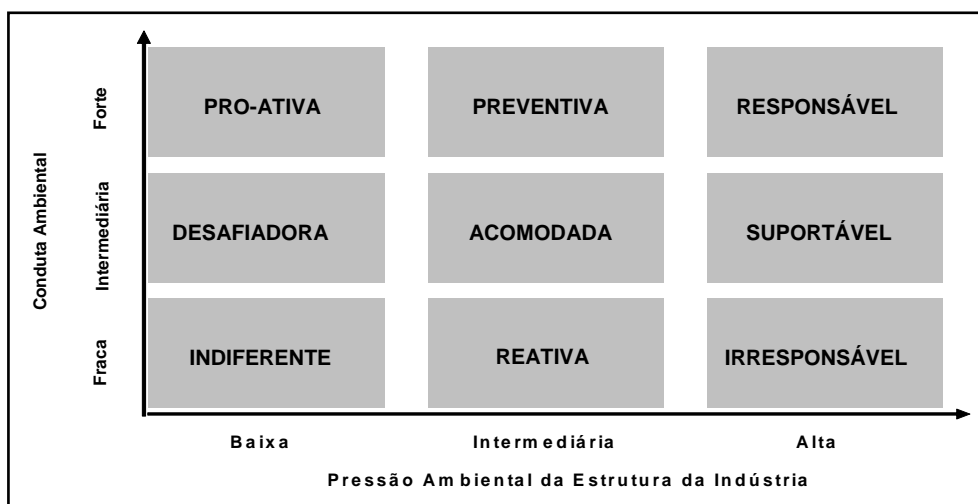 Conduta Ambiental
Forte
PRO-ATIVA PREVENTIVA RESPONSÁVEL
Intermediária
DESAFIADORA ACOMODADA SUPORTÁVEL
Fraca
INDIFERENTE REATIVA IRRESPONSÁVEL
Baixa Intermediária Alta
Pressão Ambiental da Estrutura da Indústria